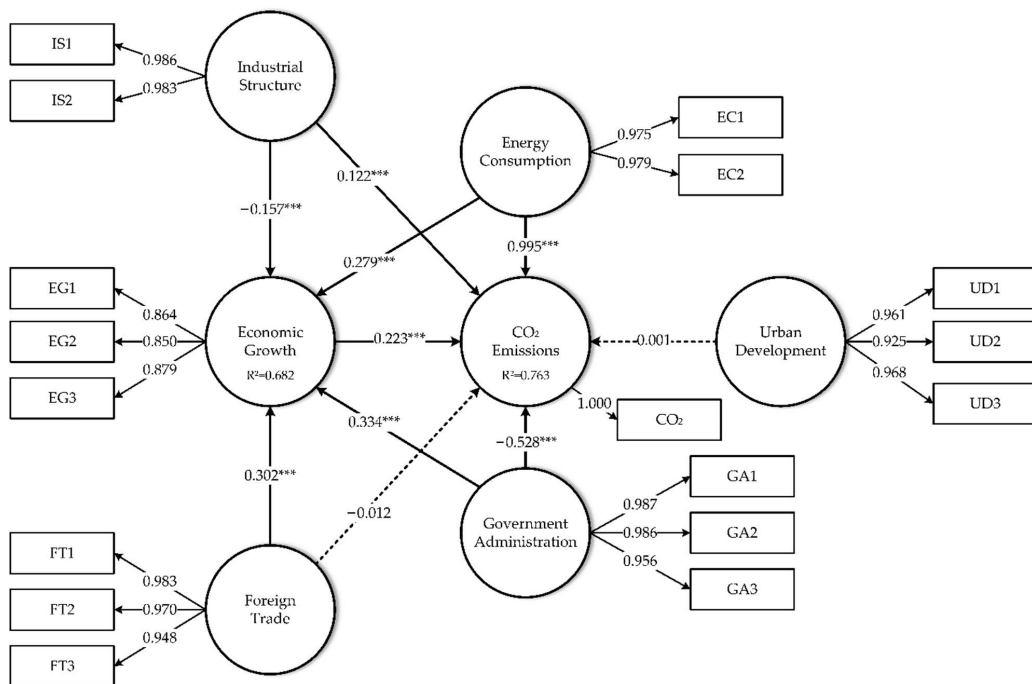 IS1
0.986
IS2
0.983
Industrial
Structure
Energy
Consumption
0.975
EC1
0.979
EC2
0.122***
−0.157***
0.279***
0.995***
EG1
0.864
EG2
0.850
EG3
0.879
Economic
Growth
R²=0.682
0.223***
CO₂
Emissions
R²=0.763
0.001
Urban
Development
0.961
UD1
0.925
UD2
0.968
UD3
1.000
CO₂
0.334***
−0.528***
0.302***
−0.012
Government
Administration
0.987
GA1
0.986
GA2
0.956
GA3
FT1
0.983
FT2
0.970
FT3
0.948
Foreign
Trade